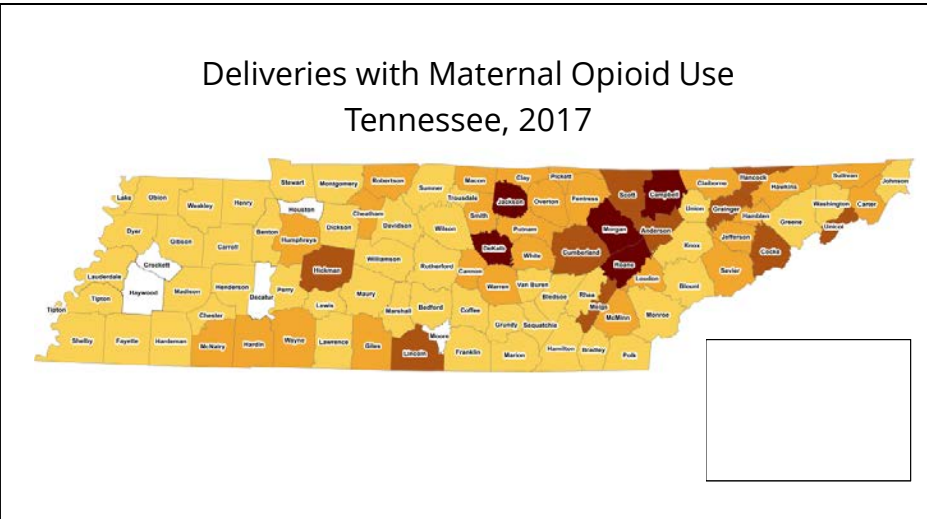 Deliveries with Maternal Opioid Use
Tennessee, 2017
Stewart
Montgomery
Robertson
Sumner
Macon
Clay
Pickett
Scott
Campbell
Claiborne
Hancock
Hawkins
Sullivan
Johnson
Lake
Obion
Weakley
Henry
Houston
Trousdale
Jackson
Overton
Fentress
Union
Grainger
Hamblen
Washington
Carter
Dyer
Gibson
Carroll
Benton
Humphreys
Dickson
Cheatham
Davidson
Wilson
Smith
Putnam
Morgan
Anderson
Knox
Jefferson
Greene
Unicoi
Crockett
Hickman
Williamson
Rutherford
Cannon
DeKalb
White
Cumberland
Roane
Loudon
Blount
Sevier
Cocke
Lauderdale
Haywood
Madison
Henderson
Decatur
Perry
Lewis
Maury
Warren
Van Buren
Bledsoe
Rhea
Meigs
McMinn
Monroe
Tipton
Tipton
Chester
Marshall
Bedford
Coffee
Grundy
Sequatchie
Shelby
Fayette
Hardeman
McNairy
Hardin
Wayne
Lawrence
Giles
Lincoln
Moore
Franklin
Marion
Hamilton
Bradley
Polk